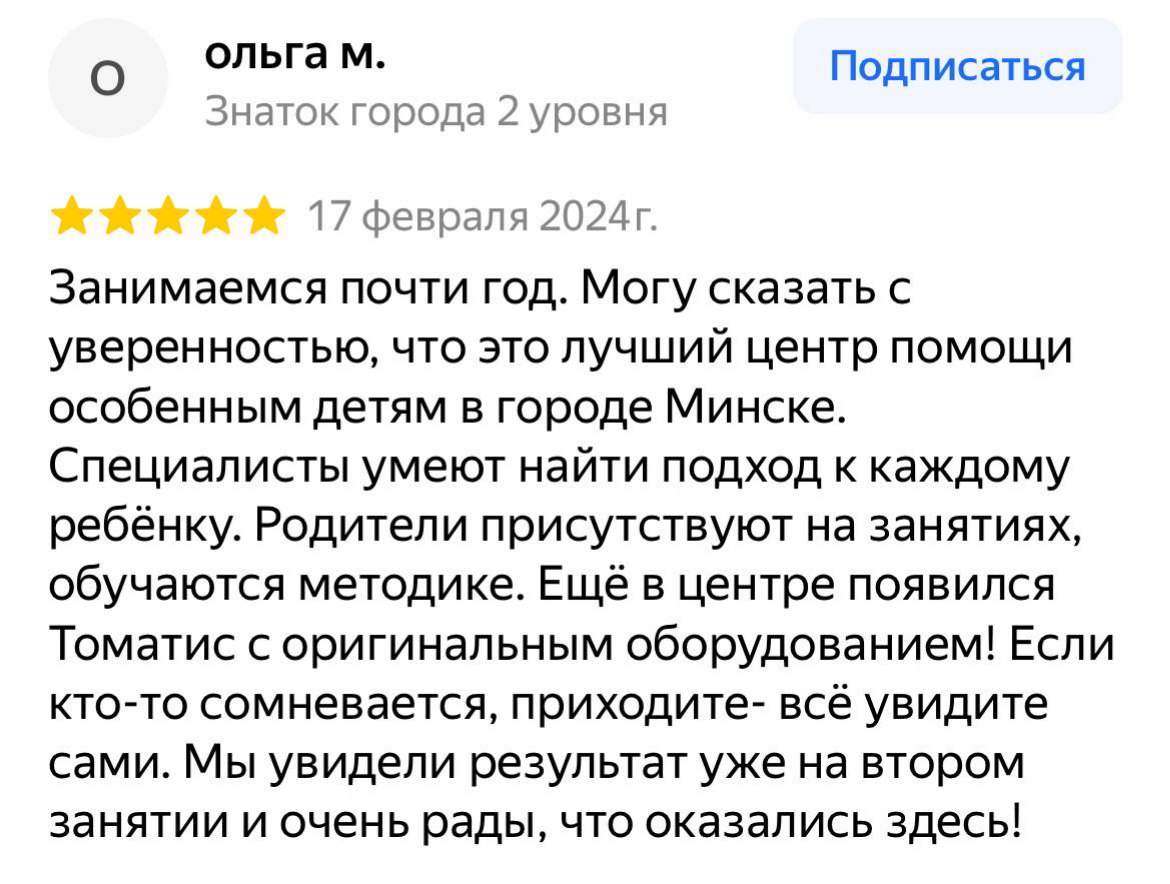 О
ольга м.
Знаток города 2 уровня
Подписаться
17 февраля 2024 г.
Занимаемся почти год. Могу сказать с
уверенностью, что это лучший центр помощи
особенным детям в городе Минске.
Специалисты умеют найти подход к каждому
ребёнку. Родители присутствуют на занятиях,
обучаются методике. Ещё в центре появился
Томатис с оригинальным оборудованием! Если
кто-то сомневается, приходите- всё увидите
сами. Мы увидели результат уже на втором
занятии и очень рады, что оказались здесь!